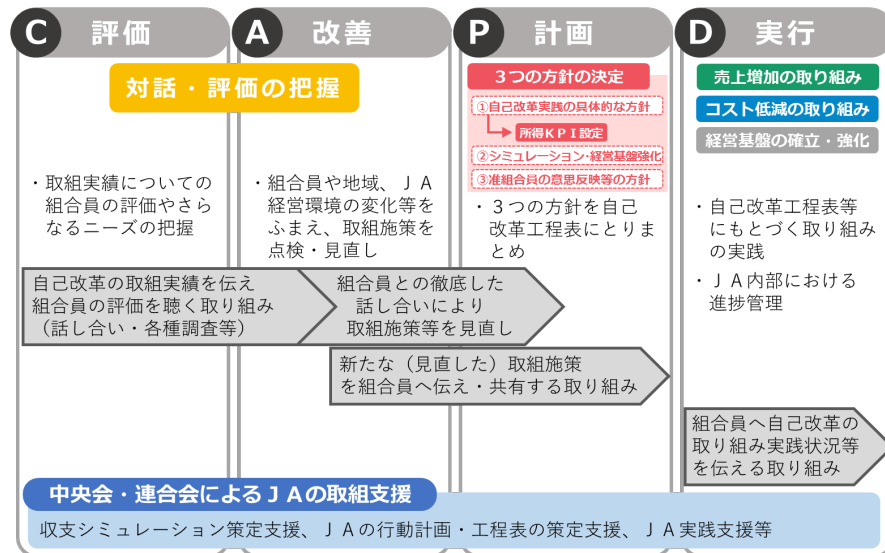 C 評価
A 改善
P 計画
D 実行
対話・評価の把握
３つの方針の決定
①自己改革実践の具体的な方針
所得ＫＰＩ設定
②シミュレーション・経営基盤強化
③准組合員の意思反映等の方針
売上増加の取り組み
コスト低減の取り組み
経営基盤の確立・強化
・取組実績についての
組合員の評価やさら
なるニーズの把握
・組合員や地域、ＪＡ
経営環境の変化等を
ふまえ、取組施策を
点検・見直し
・３つの方針を自己
改革工程表にとりま
とめ
・自己改革工程表等
にもとづく取り組み
の実践
・ＪＡ内部における
進捗管理
自己改革の取組実績を伝え
組合員の評価を聴く取り組み
（話し合い・各種調査等）
組合員との徹底した
話し合いにより
取組施策等を見直し
新たな（見直した）取組施策
を組合員へ伝え・共有する取り組み
組合員へ自己改革の
取り組み実践状況等
を伝える取り組み
中央会・連合会によるＪＡの取組支援
収支シミュレーション策定支援、ＪＡの行動計画・工程表の策定支援、ＪＡ実践支援等